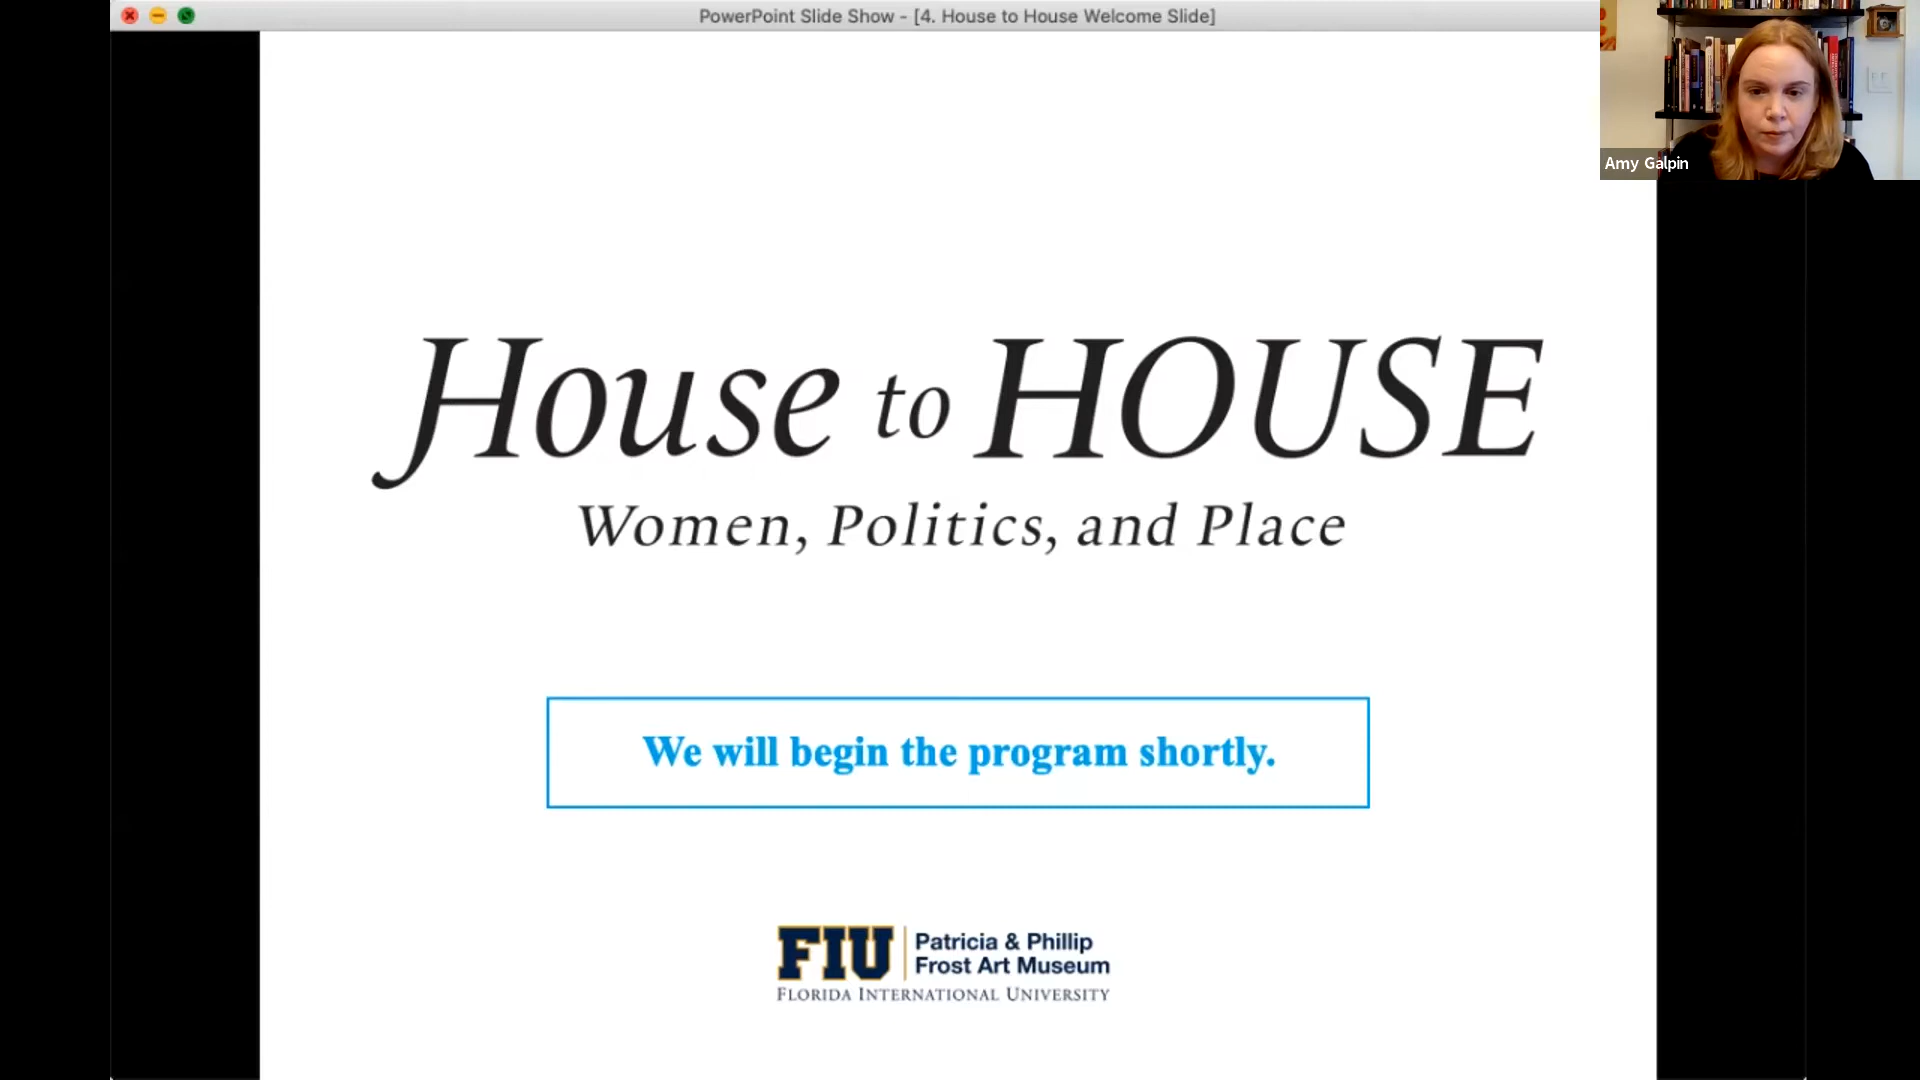 PowerPoint Slide Show - [4. House to House Welcome Slide]
Amy Galpin
House to HOUSE
Women, Politics, and Place
We will begin the program shortly.
FIU
Patricia & Phillip
Frost Art Museum
FLORIDA INTERNATIONAL UNIVERSITY